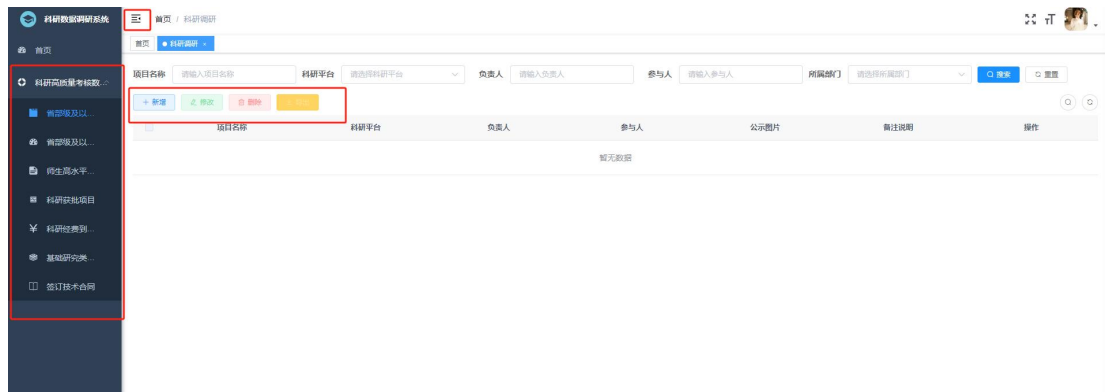 科研数据调研系统
首页 / 科研调研
首页
首页 科研调研 ×
科研高质量考核数...
项目名称 请输入项目名称 科研平台 请选择科研平台 负责人 请输入负责人 参与人 请输入参与人 所属部门 请选择所属部门 搜索 重置
+ 新增 修改 删除
省部级及以...
项目名称 科研平台 负责人 参与人 公示图片 备注说明 操作
省部级及以...
暂无数据
师生高水平...
科研获批项目
科研经费到...
基础研究类...
签订技术合同